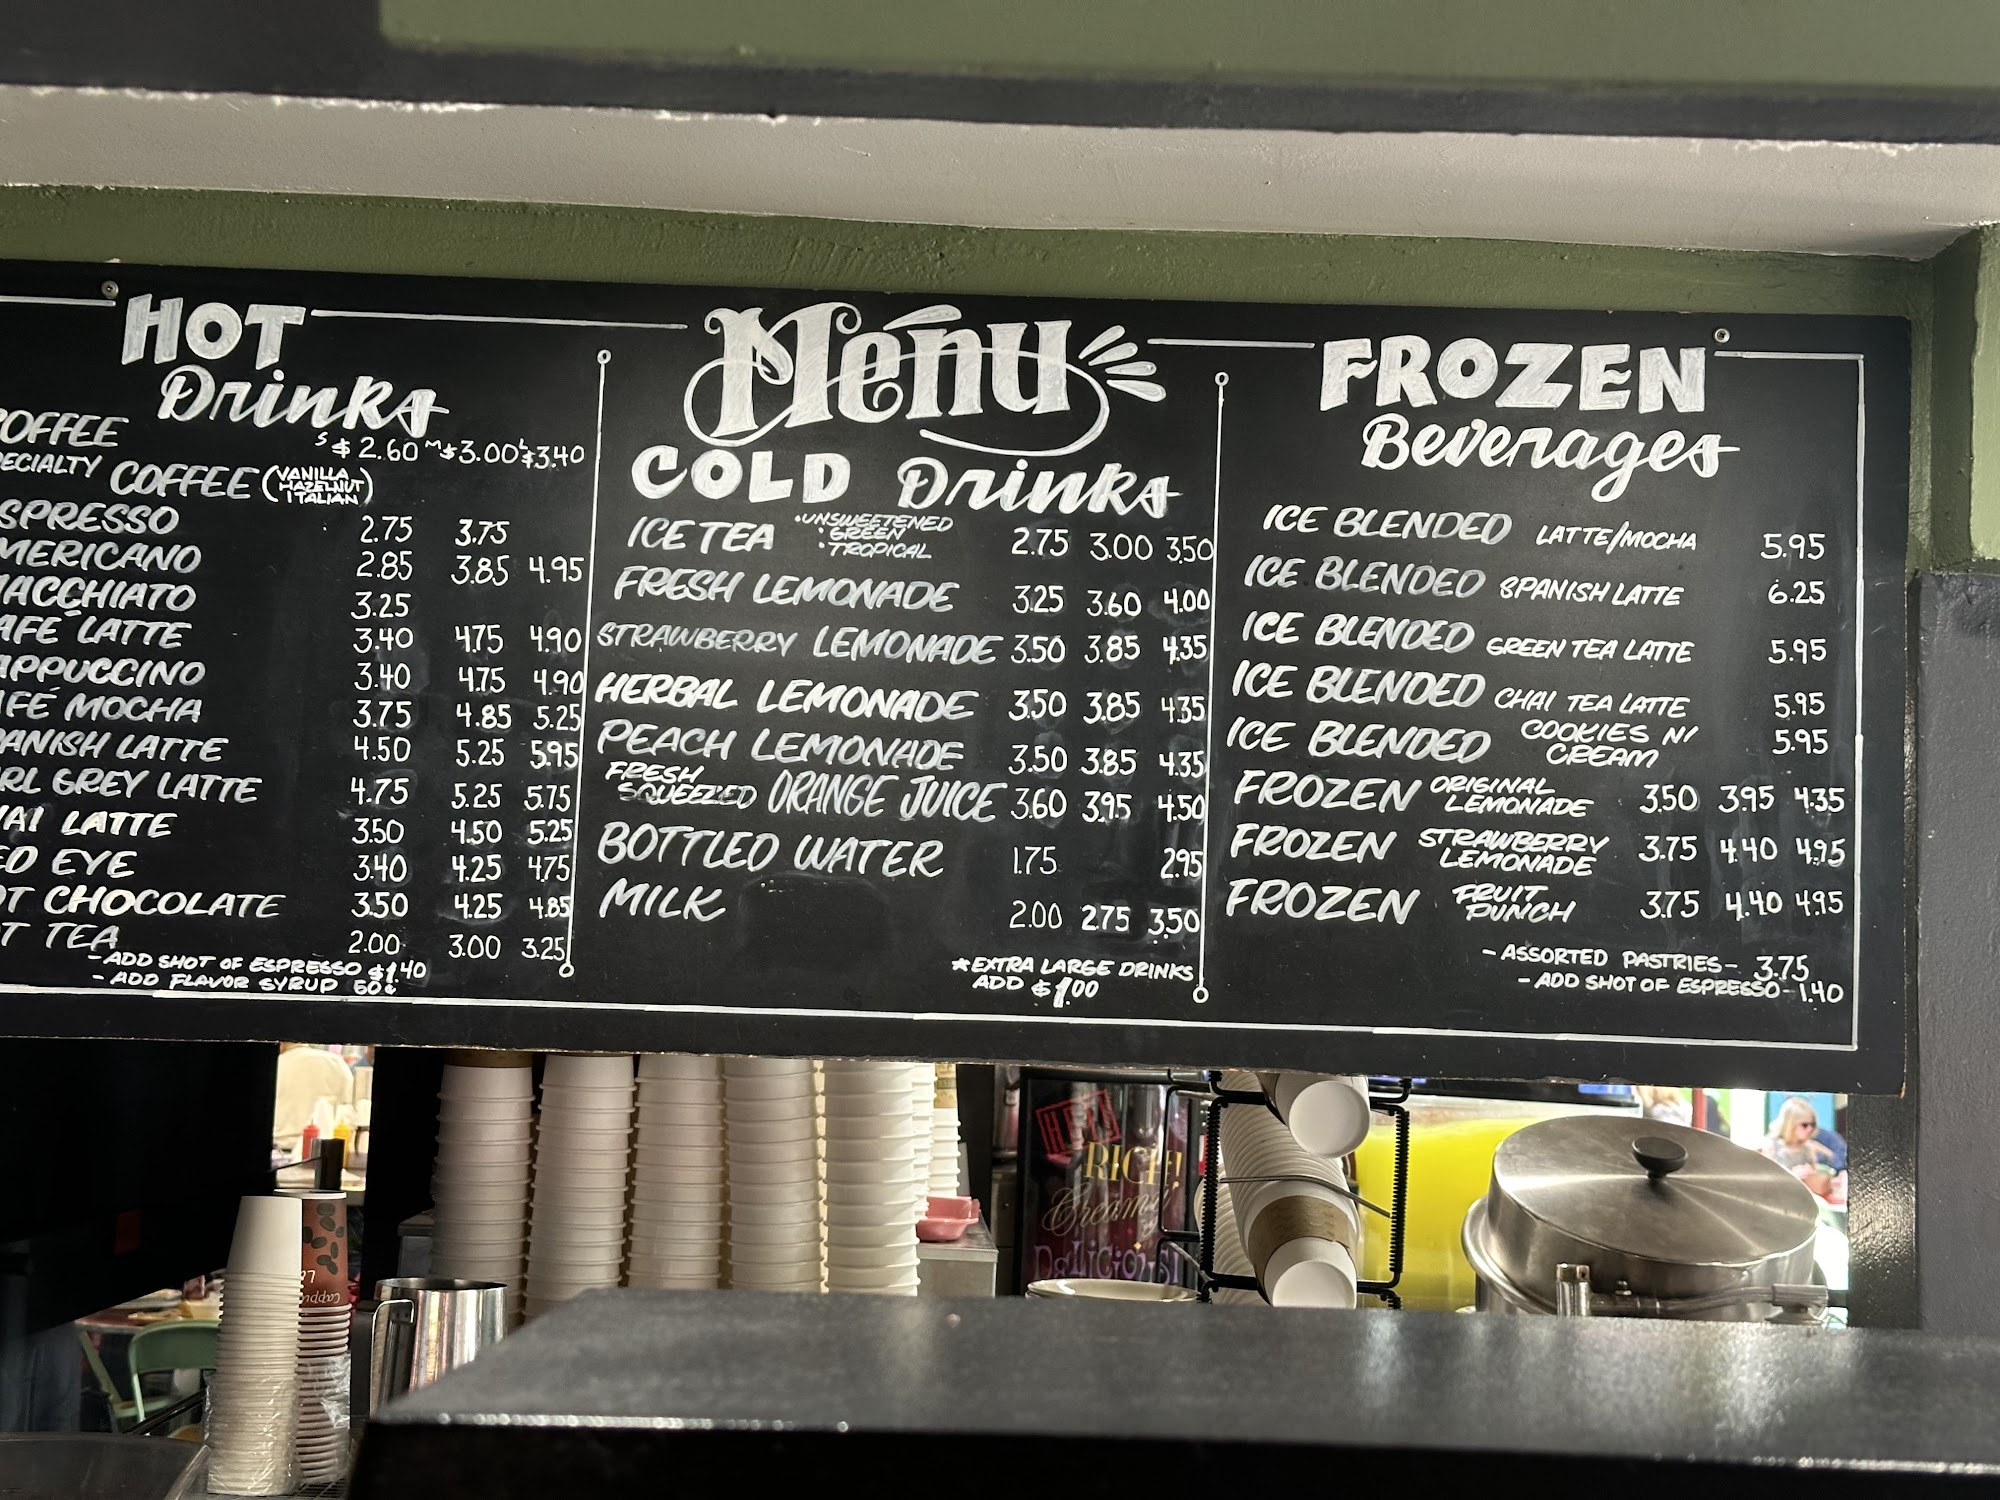 HOT
Drinks
COFFEE
S $2.60 M $3.00 L $3.40
ECIALTY COFFEE (VANILLA HAZELNUT ITALIAN)
SPRESSO 2.75 3.75
MERICANO 2.85 3.85 4.95
MACCHIATO 3.25
AFÉ LATTE 3.40 4.75 4.90
APPUCCINO 3.40 4.75 4.90
AFÉ MOCHA 3.75 4.85 5.25
PANISH LATTE 4.50 5.25 5.95
RL GREY LATTE 4.75 5.25 5.75
HAI LATTE 3.50 4.50 5.25
ED EYE 3.40 4.25 4.75
OT CHOCOLATE 3.50 4.25 4.85
T TEA 2.00 3.00 3.25
- ADD SHOT OF ESPRESSO $1.40
- ADD FLAVOR SYRUP 60¢
Menu
COLD Drinks
ICE TEA •UNSWEETENED •GREEN •TROPICAL 2.75 3.00 3.50
FRESH LEMONADE 3.25 3.60 4.00
STRAWBERRY LEMONADE 3.50 3.85 4.35
HERBAL LEMONADE 3.50 3.85 4.35
PEACH LEMONADE 3.50 3.85 4.35
FRESH SQUEEZED ORANGE JUICE 3.60 3.95 4.50
BOTTLED WATER 1.75 2.95
MILK 2.00 2.75 3.50
*EXTRA LARGE DRINKS
ADD $1.00
FROZEN
Beverages
ICE BLENDED LATTE/MOCHA 5.95
ICE BLENDED SPANISH LATTE 6.25
ICE BLENDED GREEN TEA LATTE 5.95
ICE BLENDED CHAI TEA LATTE 5.95
ICE BLENDED COOKIES N' CREAM 5.95
FROZEN ORIGINAL LEMONADE 3.50 3.95 4.35
FROZEN STRAWBERRY LEMONADE 3.75 4.40 4.95
FROZEN FRUIT PUNCH 3.75 4.40 4.95
- ASSORTED PASTRIES - 3.75
- ADD SHOT OF ESPRESSO - 1.40
HOT
RICH!
Creamy
DeLiCiOuS!